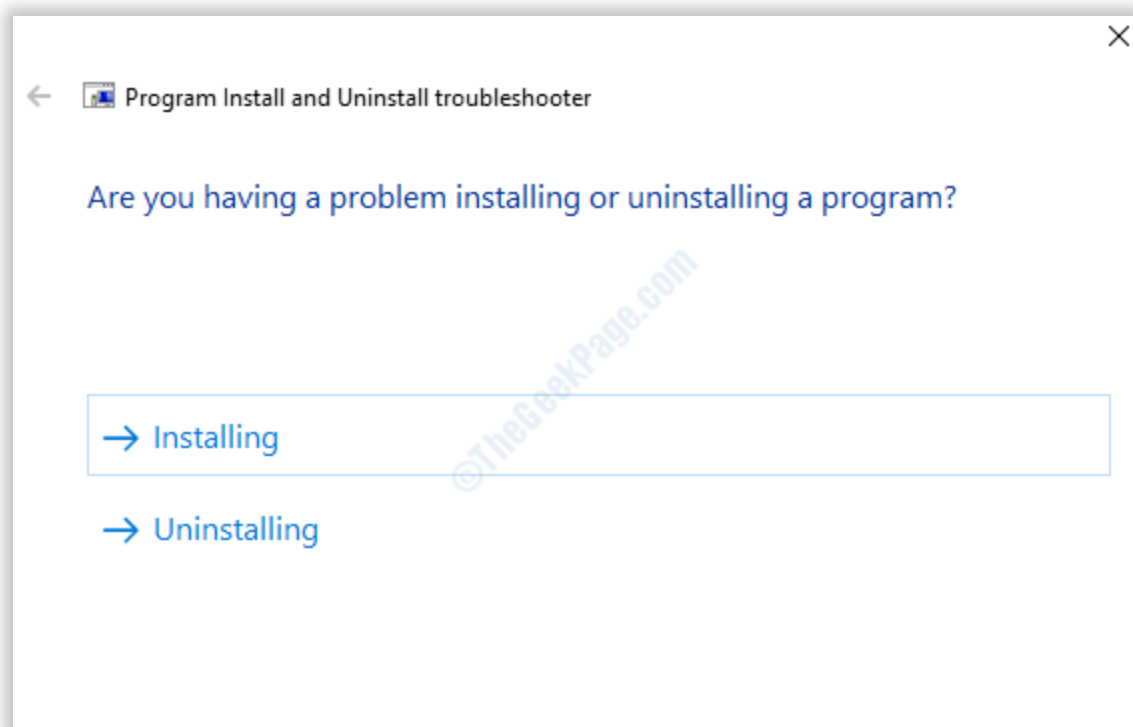 Program Install and Uninstall troubleshooter
Are you having a problem installing or uninstalling a program?
©TheGeekPage.com
Installing
Uninstalling